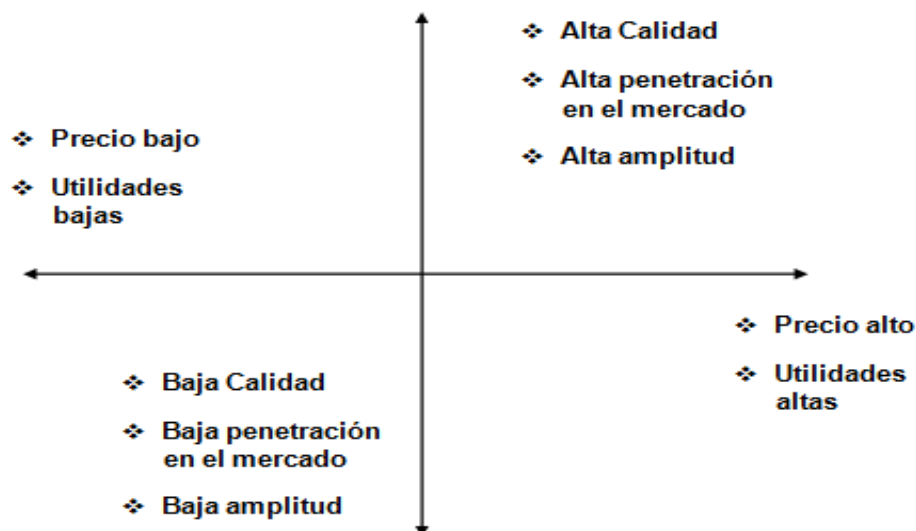 ❖ Alta Calidad
❖ Alta penetración
en el mercado
❖ Alta amplitud
❖ Precio bajo
❖ Utilidades
bajas
❖ Precio alto
❖ Utilidades
altas
❖ Baja Calidad
❖ Baja penetración
en el mercado
❖ Baja amplitud